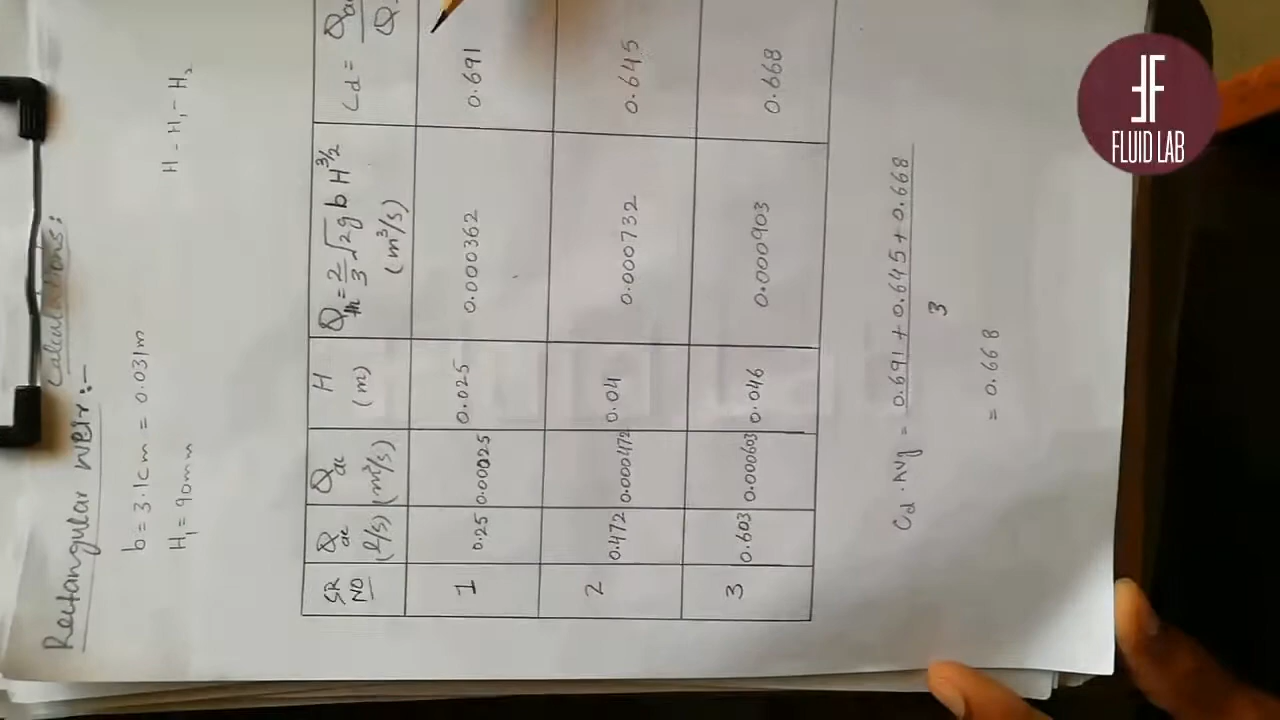 Calculations:
Rectangular Weir:-
b = 3.1cm = 0.031m
H₁ = 90mm H - H₁ - H₂
SR NO Qac (l/s) Qac (m³/s) H (m) Qth = 2/3 √2g b H^3/2 (m³/s) Cd = Qac
1 0.25 0.00025 0.025 0.000362 0.691
2 0.472 0.000472 0.04 0.000732 0.645
3 0.603 0.000603 0.046 0.000903 0.668
Cd.Avg = 0.691 + 0.645 + 0.668
3
= 0.668
FLUID LAB